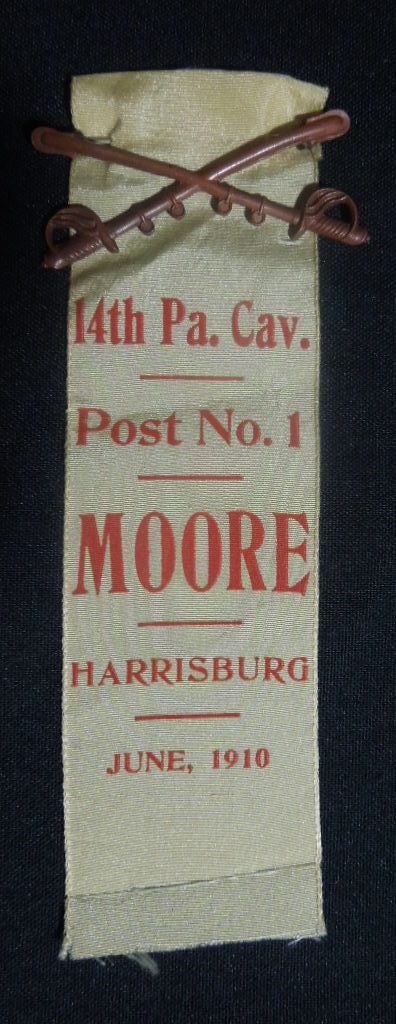 14th Pa. Cav.
Post No. 1
MOORE
HARRISBURG
JUNE, 1910